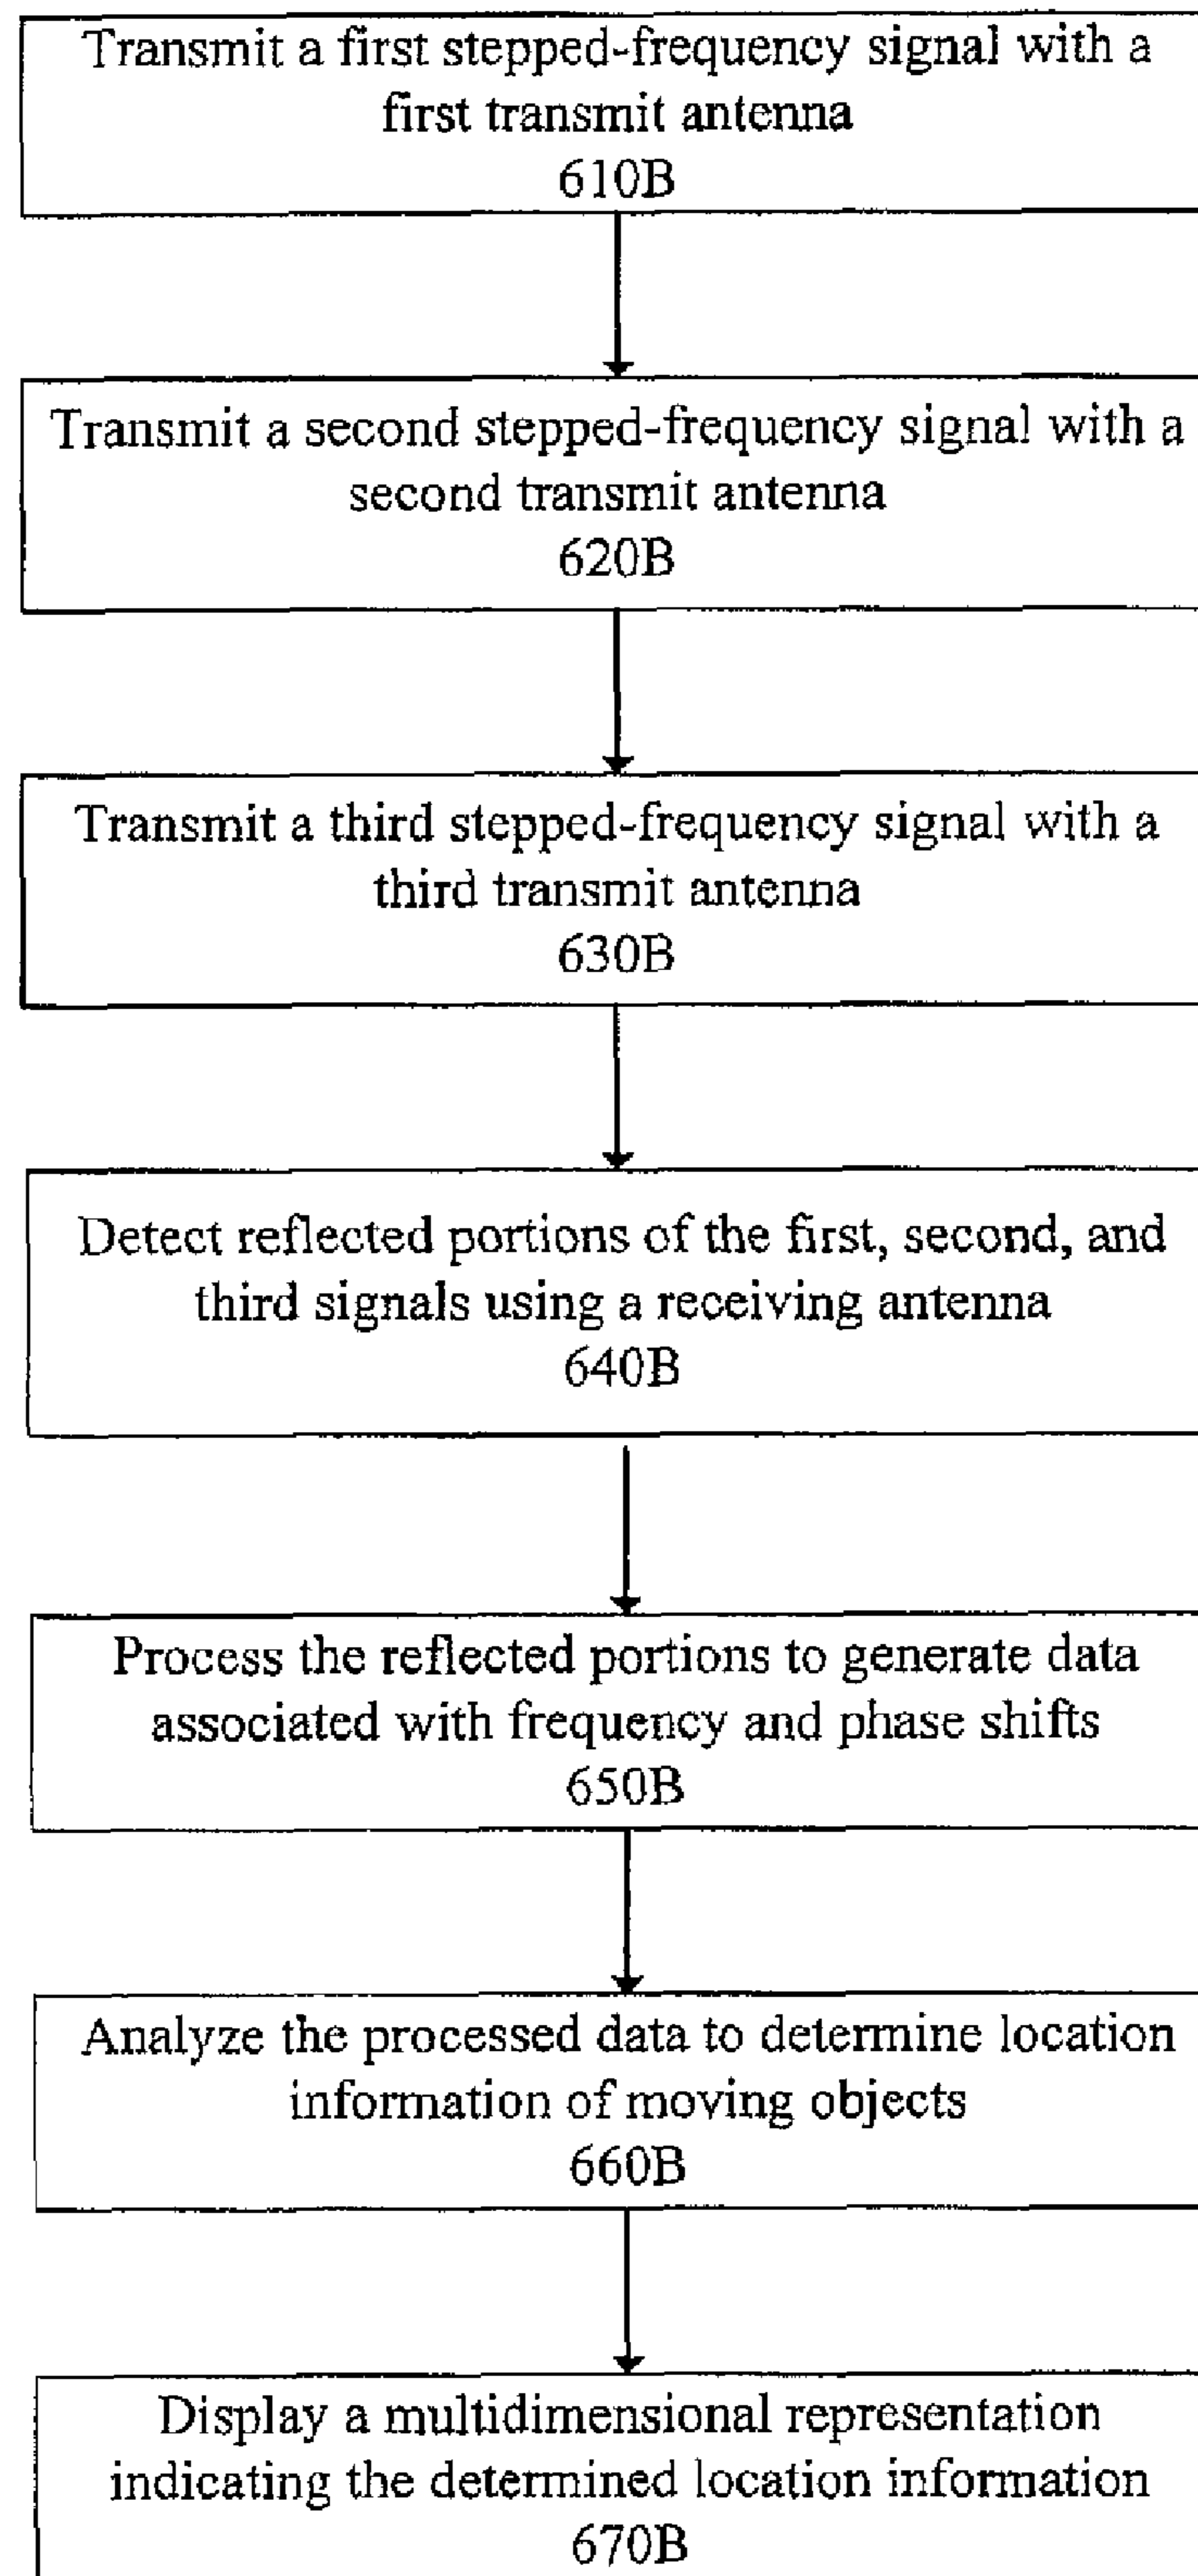 Transmit a first stepped-frequency signal with a
first transmit antenna
610B
Transmit a second stepped-frequency signal with a
second transmit antenna
620B
Transmit a third stepped-frequency signal with a
third transmit antenna
630B
Detect reflected portions of the first, second, and
third signals using a receiving antenna
640B
Process the reflected portions to generate data
associated with frequency and phase shifts
650B
Analyze the processed data to determine location
information of moving objects
660B
Display a multidimensional representation
indicating the determined location information
670B